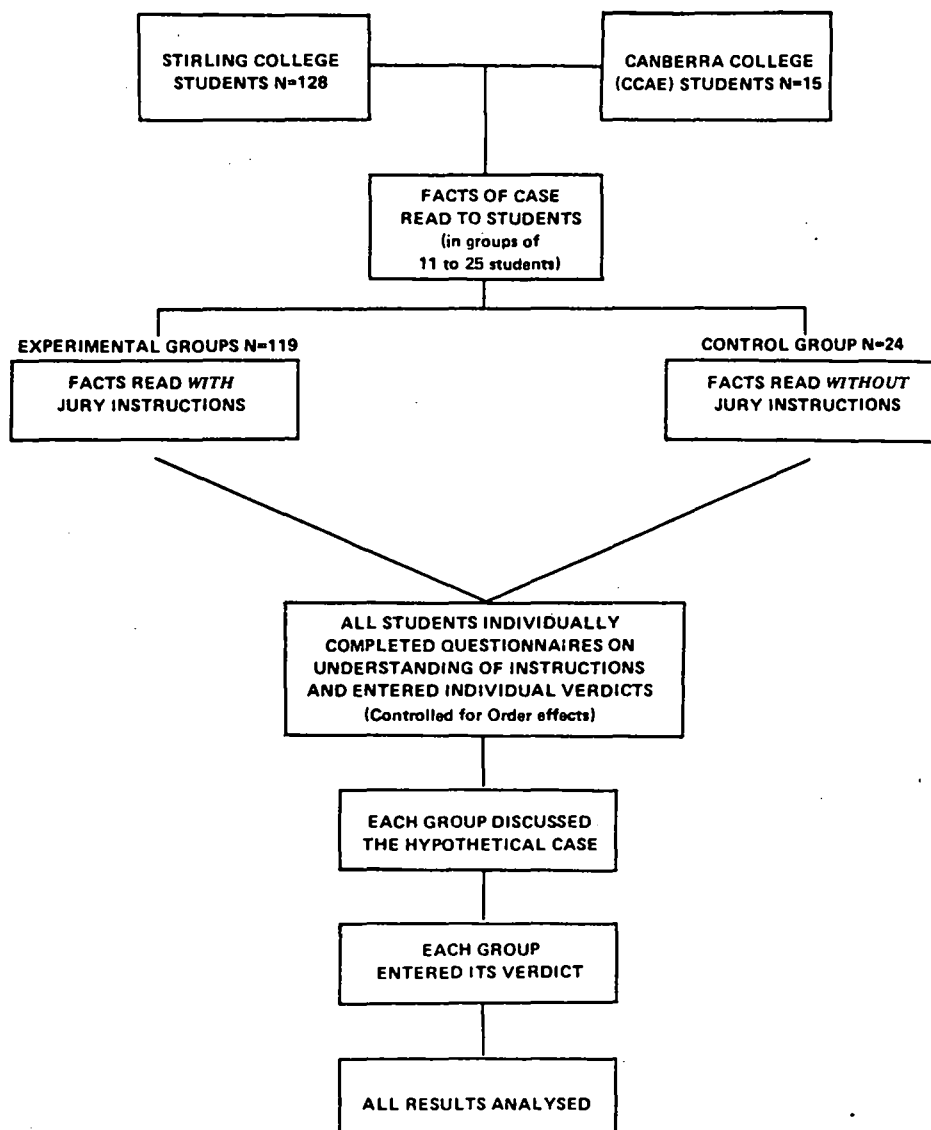 STIRLING COLLEGE
STUDENTS N=128
CANBERRA COLLEGE
(CCAE) STUDENTS N=15
FACTS OF CASE
READ TO STUDENTS
(in groups of
11 to 25 students)
EXPERIMENTAL GROUPS N=119
FACTS READ WITH
JURY INSTRUCTIONS
CONTROL GROUP N=24
FACTS READ WITHOUT
JURY INSTRUCTIONS
ALL STUDENTS INDIVIDUALLY
COMPLETED QUESTIONNAIRES ON
UNDERSTANDING OF INSTRUCTIONS
AND ENTERED INDIVIDUAL VERDICTS
(Controlled for Order effects)
EACH GROUP DISCUSSED
THE HYPOTHETICAL CASE
EACH GROUP
ENTERED ITS VERDICT
ALL RESULTS ANALYSED